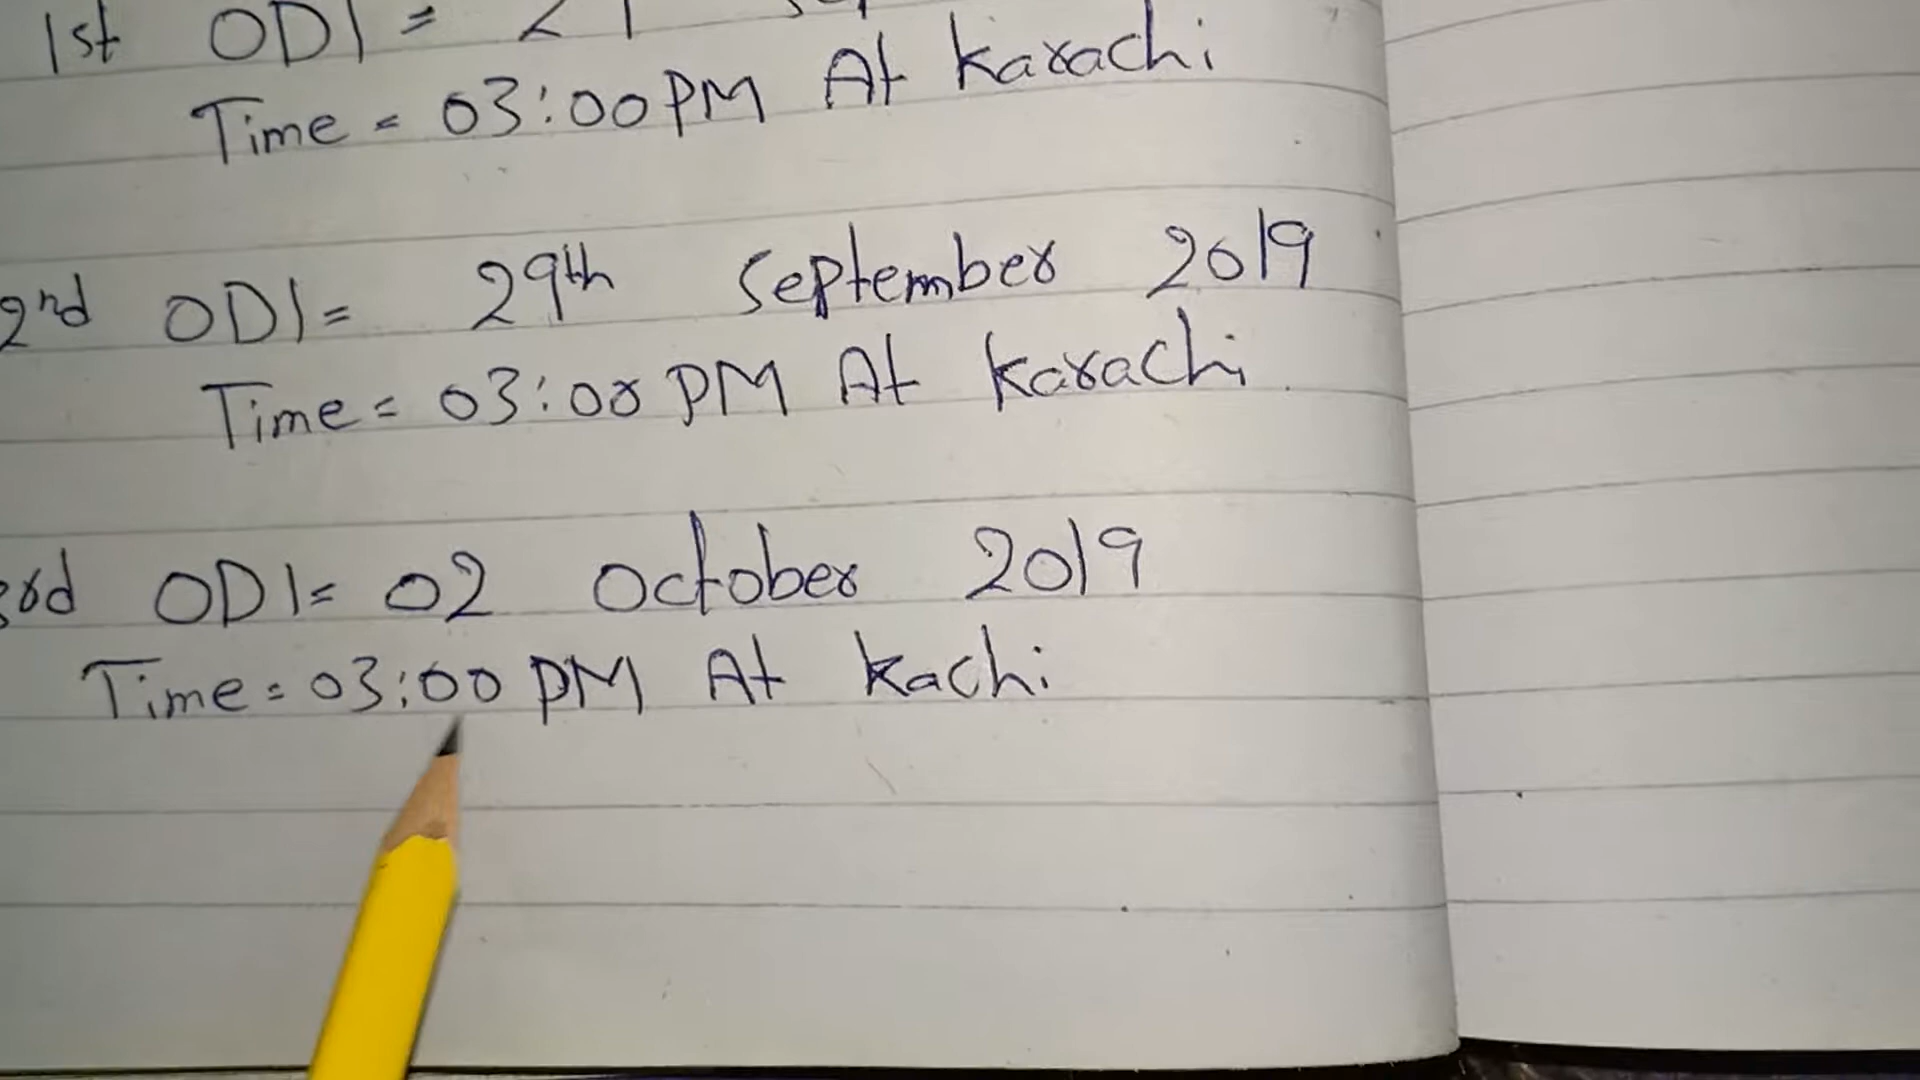 1st ODI =
Time = 03:00 PM At Karachi
2nd ODI = 29th September 2019
Time = 03:00 PM At Karachi
3rd ODI = 02 October 2019
Time = 03:00 PM At Kachi